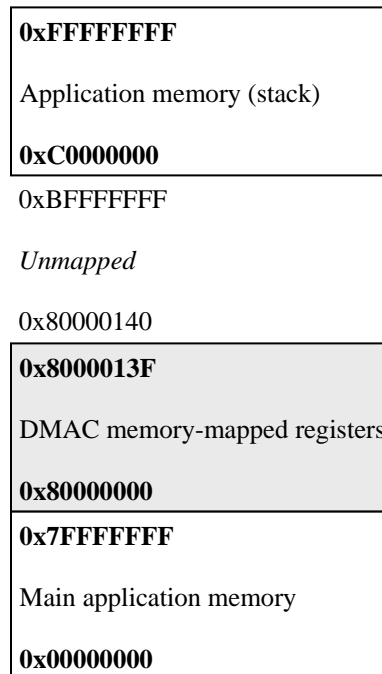 0xFFFFFFFF
Application memory (stack)
0xC0000000
0xBFFFFFFF
Unmapped
0x80000140
0x8000013F
DMAC memory-mapped registers
0x80000000
0x7FFFFFFF
Main application memory
0x00000000